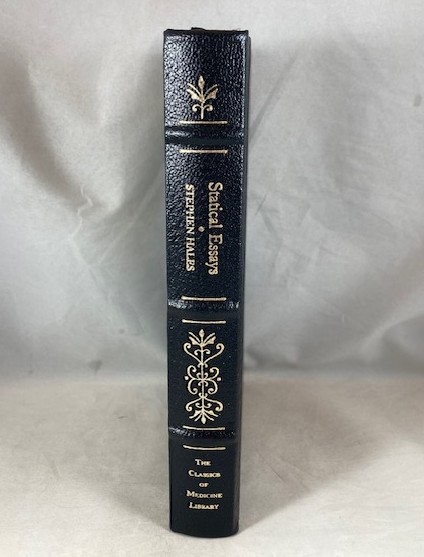 Statical Essays
STEPHEN HALES
THE
CLASSICS
OF
MEDICINE
LIBRARY